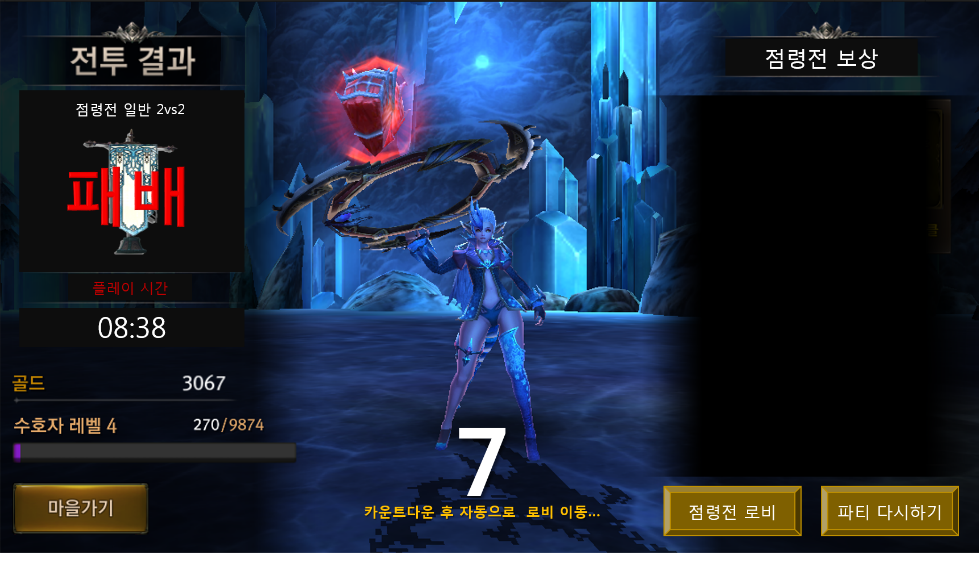 전투 결과
점령전 일반 2vs2
패배
플레이 시간
08:38
골드 3067
수호자 레벨 4 270/9874
마을가기
점령전 보상
7
카운트다운 후 자동으로 로비 이동...
점령전 로비
파티 다시하기